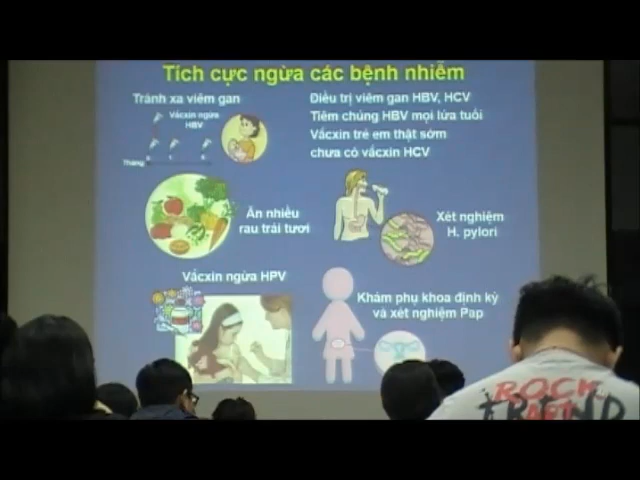 Tích cực ngừa các bệnh nhiễm
Tránh xa viêm gan
Vắcxin ngừa
HBV
Tháng
Điều trị viêm gan HBV, HCV
Tiêm chủng HBV mọi lứa tuổi
Vắcxin trẻ em thật sớm
chưa có vắcxin HCV
Ăn nhiều
rau trái tươi
Xét nghiệm
H. pylori
Vắcxin ngừa HPV
Khám phụ khoa định kỳ
và xét nghiệm Pap
ROCK
ART
TREND